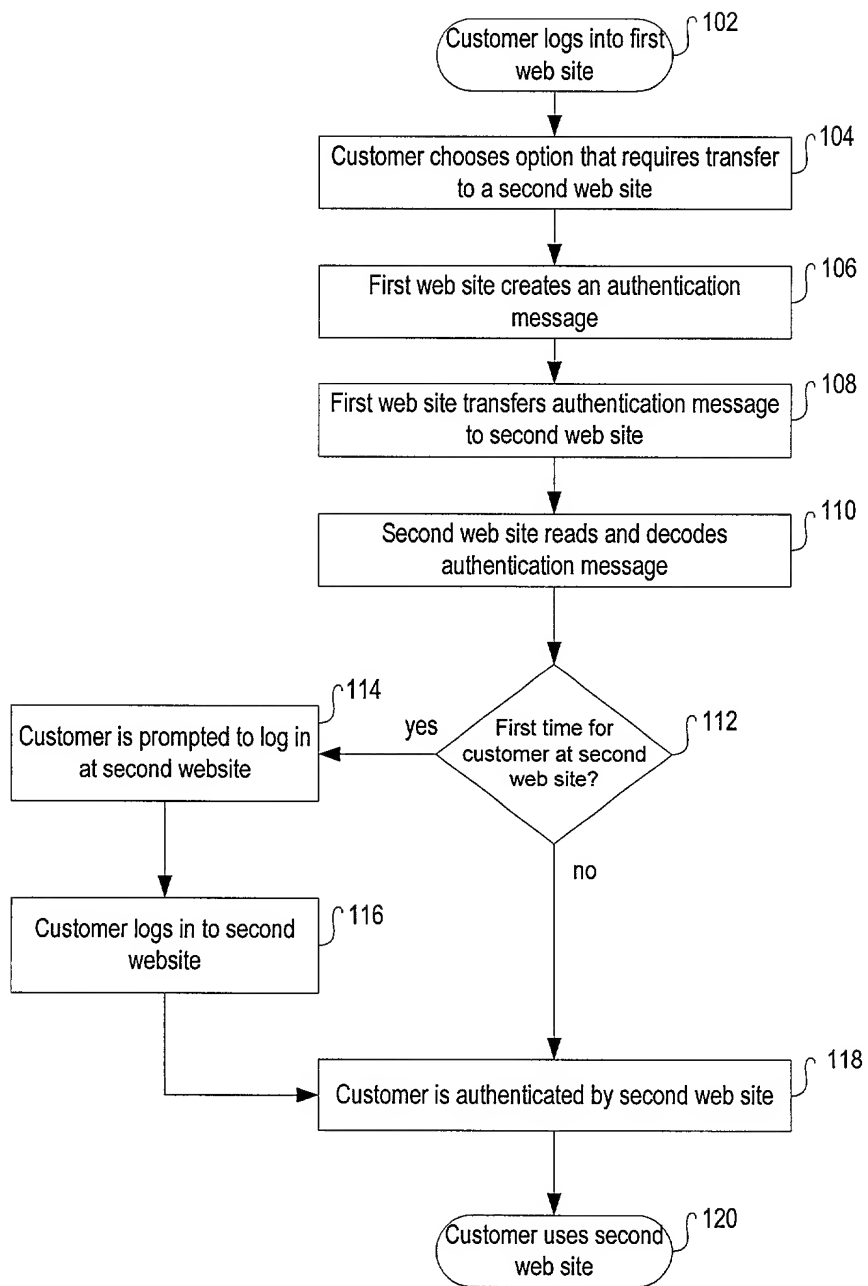 Customer logs into first
web site
102
Customer chooses option that requires transfer
to a second web site
104
First web site creates an authentication
message
106
First web site transfers authentication message
to second web site
108
Second web site reads and decodes
authentication message
110
First time for
customer at second
web site?
112
yes
Customer is prompted to log in
at second website
114
no
Customer logs in to second
website
116
Customer is authenticated by second web site
118
Customer uses second
web site
120